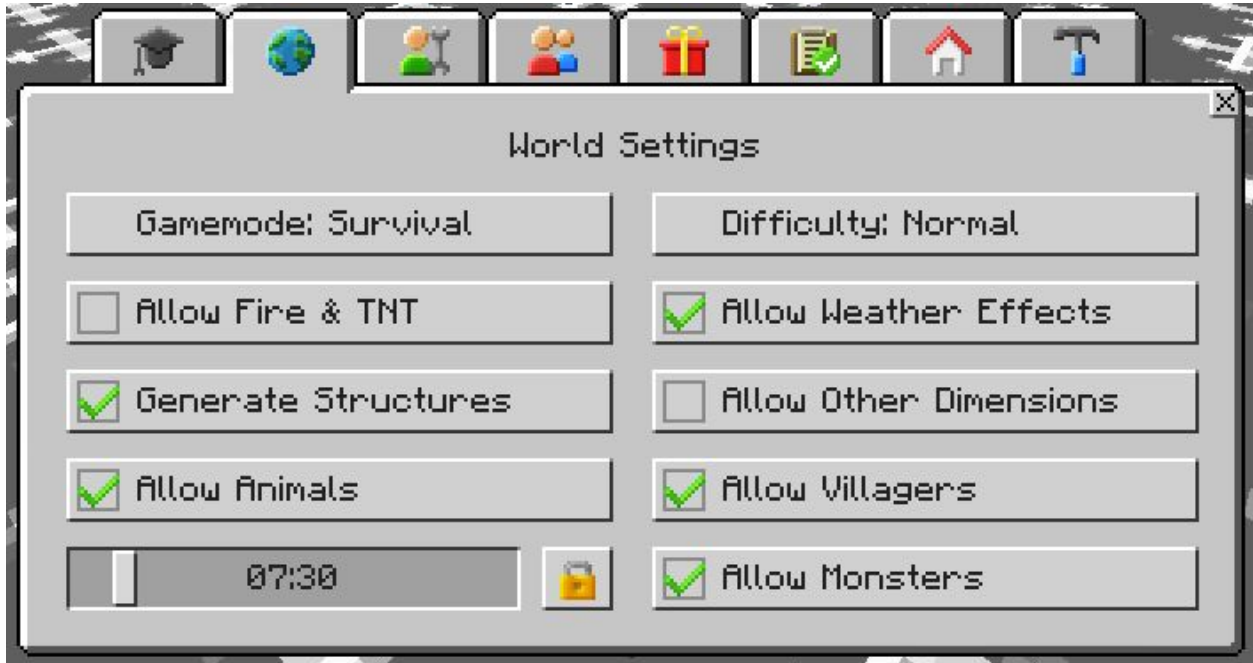 World Settings
Gamemode: Survival
Difficulty: Normal
Allow Fire & TNT
Allow Weather Effects
Generate Structures
Allow Other Dimensions
Allow Animals
Allow Villagers
07:30
Allow Monsters